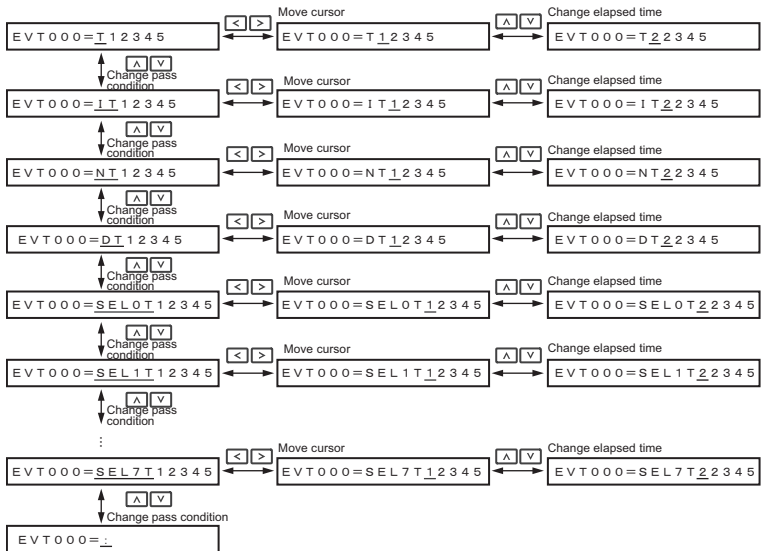 Move cursor
Change elapsed time
EVT000=T12345
< >
EVT000=T12345
∧ ∨
EVT000=T22345
∧ ∨
Change pass
condition
Move cursor
Change elapsed time
EVT000=IT12345
< >
EVT000=IT12345
∧ ∨
EVT000=IT22345
∧ ∨
Change pass
condition
Move cursor
Change elapsed time
EVT000=NT12345
< >
EVT000=NT12345
∧ ∨
EVT000=NT22345
∧ ∨
Change pass
condition
Move cursor
Change elapsed time
EVT000=DT12345
< >
EVT000=DT12345
∧ ∨
EVT000=DT22345
∧ ∨
Change pass
condition
Move cursor
Change elapsed time
EVT000=SEL0T12345
< >
EVT000=SEL0T12345
∧ ∨
EVT000=SEL0T22345
∧ ∨
Change pass
condition
Move cursor
Change elapsed time
EVT000=SEL1T12345
< >
EVT000=SEL1T12345
∧ ∨
EVT000=SEL1T22345
∧ ∨
Change pass
condition
⋮
Move cursor
Change elapsed time
EVT000=SEL7T12345
< >
EVT000=SEL7T12345
∧ ∨
EVT000=SEL7T22345
∧ ∨
Change pass condition
EVT000=: